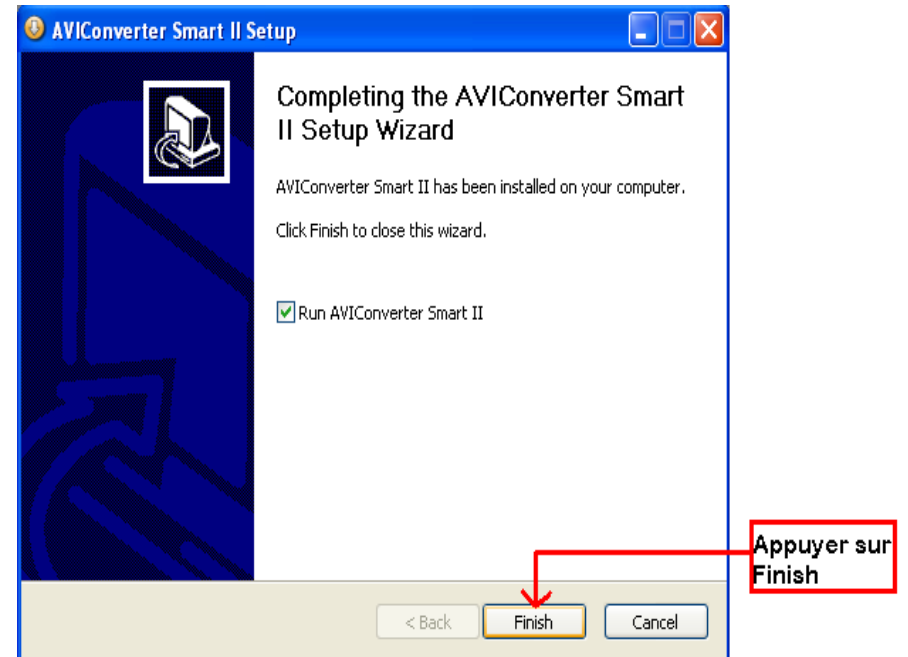 AVIConverter Smart II Setup
Completing the AVIConverter Smart
II Setup Wizard
AVIConverter Smart II has been installed on your computer.
Click Finish to close this wizard.
Run AVIConverter Smart II
Appuyer sur
Finish
< Back
Finish
Cancel